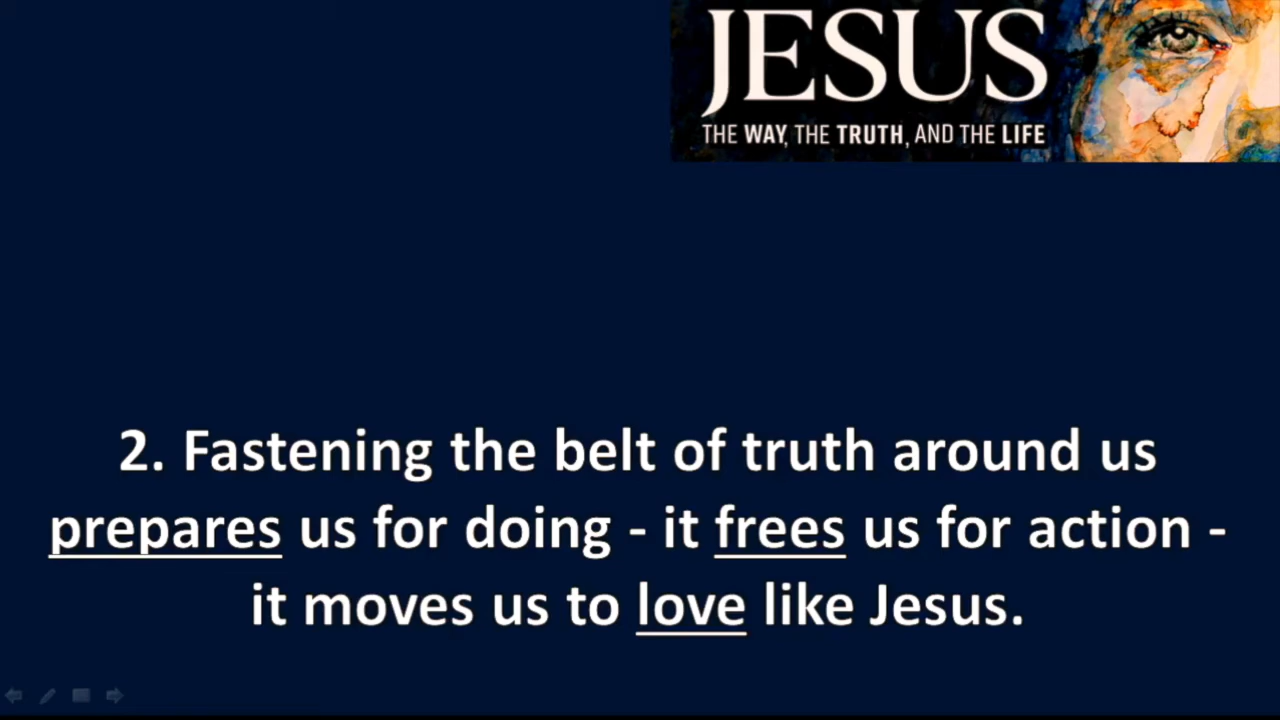 JESUS
THE WAY, THE TRUTH, AND THE LIFE
2. Fastening the belt of truth around us
prepares us for doing - it frees us for action -
it moves us to love like Jesus.